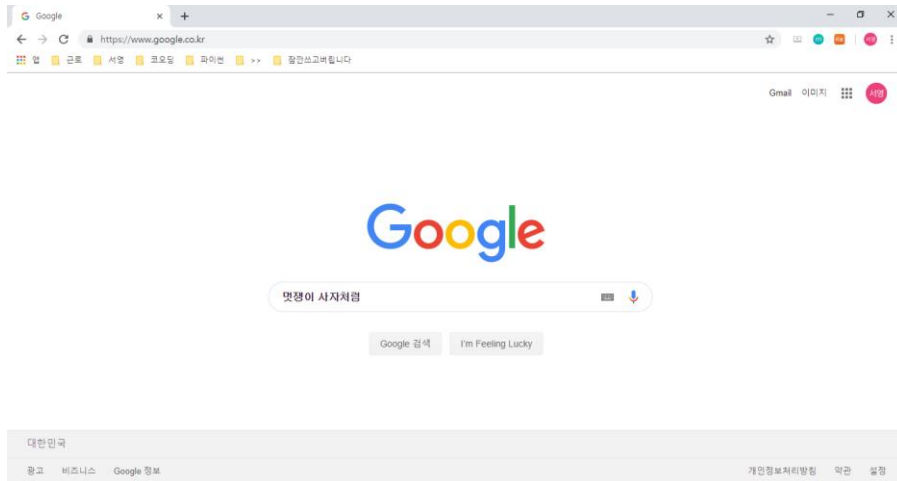 Google
https://www.google.co.kr
앱 근로 서영 코오딩 파이썬 >> 잠깐쓰고버립니다
Gmail 이미지 서영
Google
멋쟁이 사자처럼
Google 검색 I'm Feeling Lucky
대한민국
광고 비즈니스 Google 정보 개인정보처리방침 약관 설정